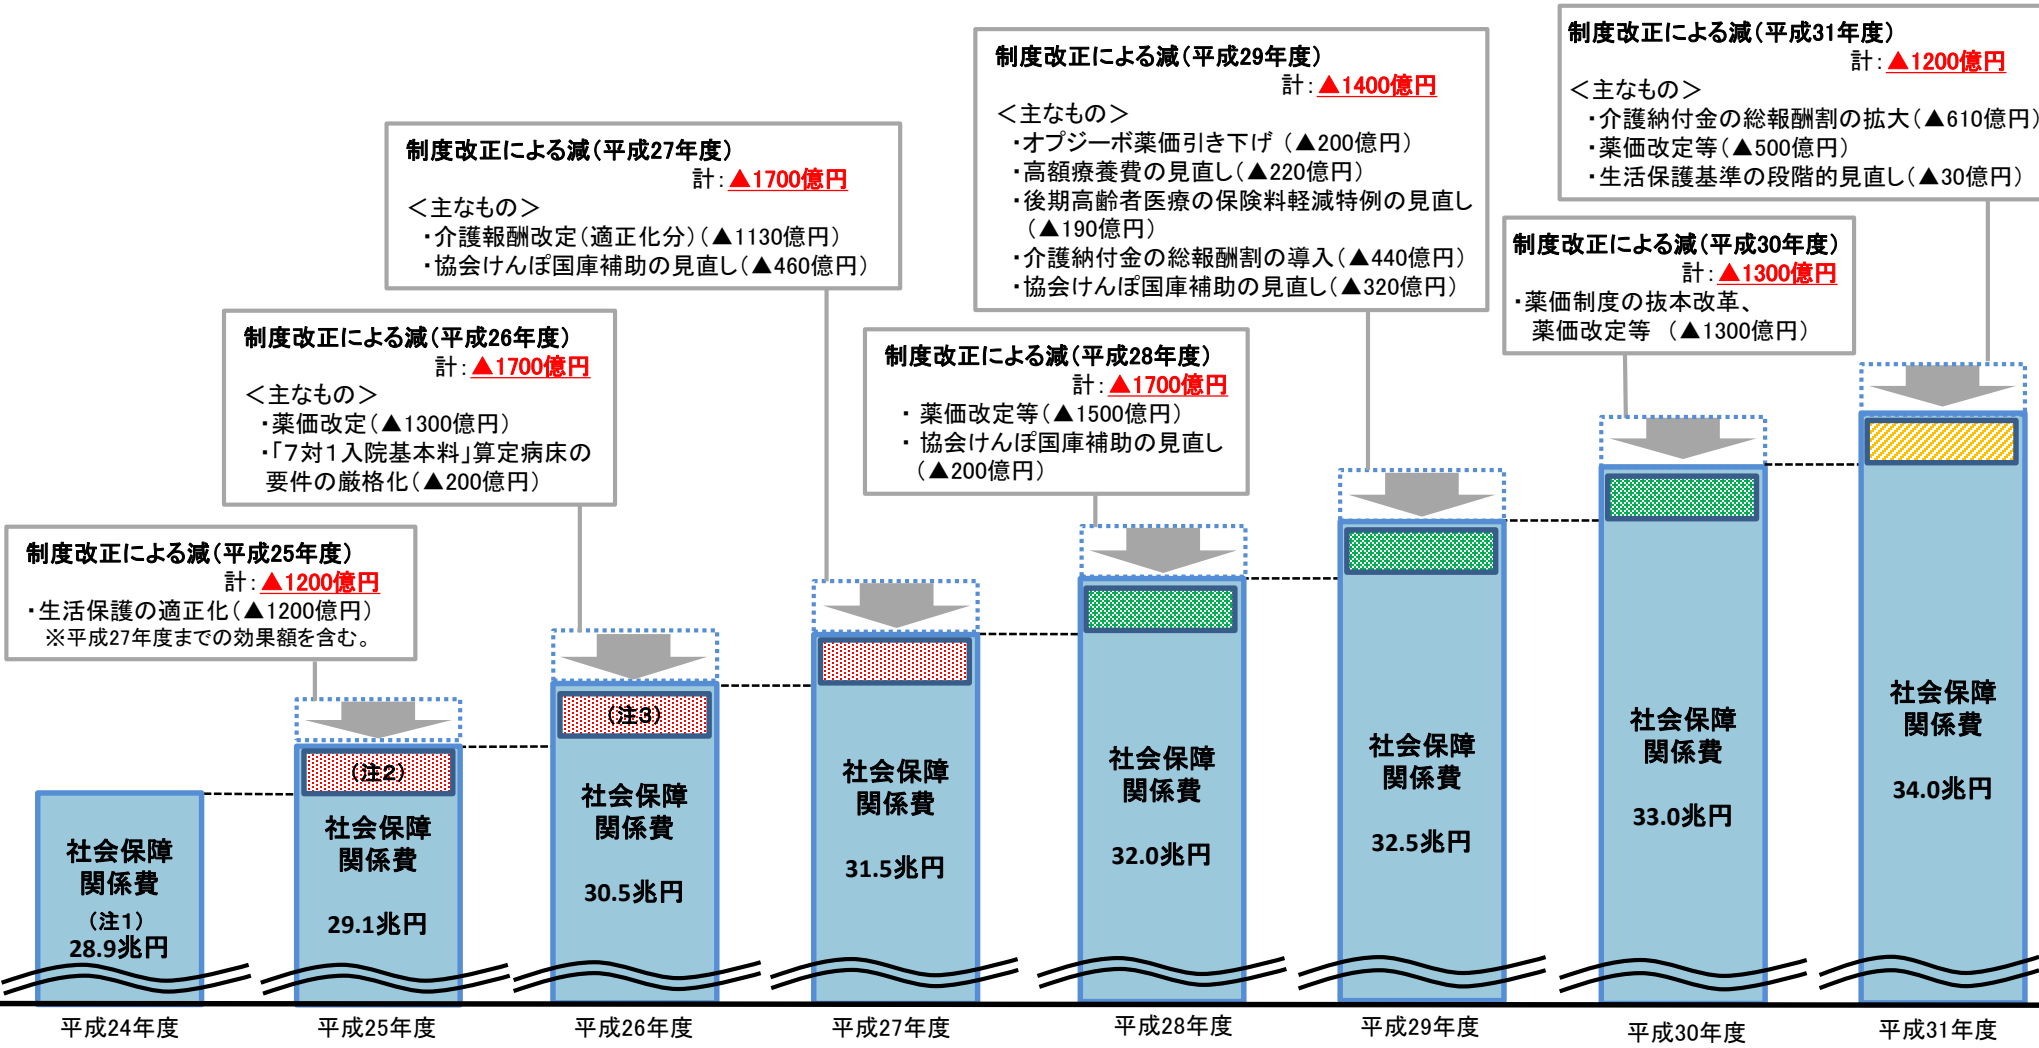 制度改正による減(平成25年度)
計：▲1200億円
・生活保護の適正化(▲1200億円)
※平成27年度までの効果額を含む。
制度改正による減(平成26年度)
計：▲1700億円
＜主なもの＞
・薬価改定(▲1300億円)
・「７対１入院基本料」算定病床の
要件の厳格化(▲200億円)
制度改正による減(平成27年度)
計：▲1700億円
＜主なもの＞
・介護報酬改定(適正化分)(▲1130億円)
・協会けんぽ国庫補助の見直し(▲460億円)
制度改正による減(平成28年度)
計：▲1700億円
・ 薬価改定等(▲1500億円)
・ 協会けんぽ国庫補助の見直し
(▲200億円)
制度改正による減(平成29年度)
計：▲1400億円
＜主なもの＞
・オプジーボ薬価引き下げ (▲200億円)
・高額療養費の見直し(▲220億円)
・後期高齢者医療の保険料軽減特例の見直し
(▲190億円)
・介護納付金の総報酬割の導入(▲440億円)
・協会けんぽ国庫補助の見直し(▲320億円)
制度改正による減(平成30年度)
計：▲1300億円
・薬価制度の抜本改革、
薬価改定等 (▲1300億円)
制度改正による減(平成31年度)
計：▲1200億円
＜主なもの＞
・介護納付金の総報酬割の拡大(▲610億円)
・薬価改定等(▲500億円)
・生活保護基準の段階的見直し(▲30億円)
社会保障
関係費
(注１)
28.9兆円
(注2)
社会保障
関係費
29.1兆円
(注3)
社会保障
関係費
30.5兆円
社会保障
関係費
31.5兆円
社会保障
関係費
32.0兆円
社会保障
関係費
32.5兆円
社会保障
関係費
33.0兆円
社会保障
関係費
34.0兆円
平成24年度
平成25年度
平成26年度
平成27年度
平成28年度
平成29年度
平成30年度
平成31年度